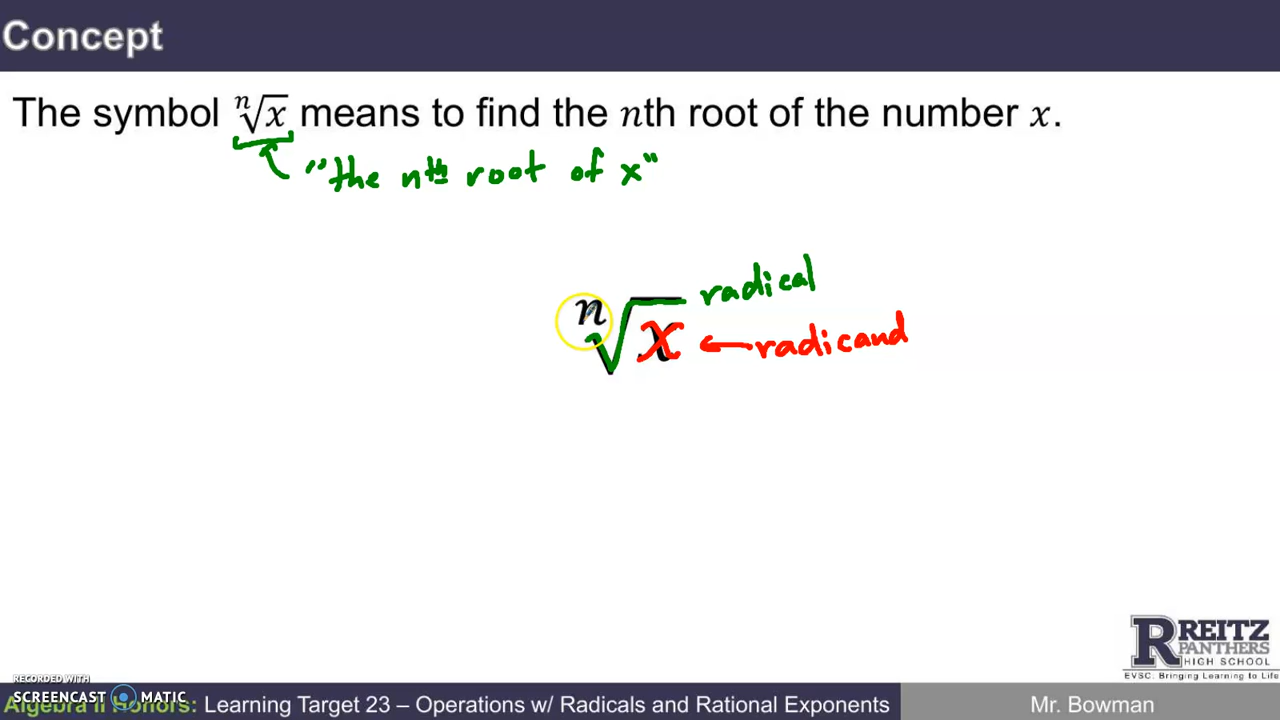 Concept
The symbol ⁿ√x means to find the nth root of the number x.
"the nth root of x"
radical
n√x ← radicand
R REITZ
PANTHERS
HIGH SCHOOL
EVSC. Bringing Learning to Life
RECORDED WITH
SCREENCAST MATIC
Algebra II Honors: Learning Target 23 – Operations w/ Radicals and Rational Exponents
Mr. Bowman